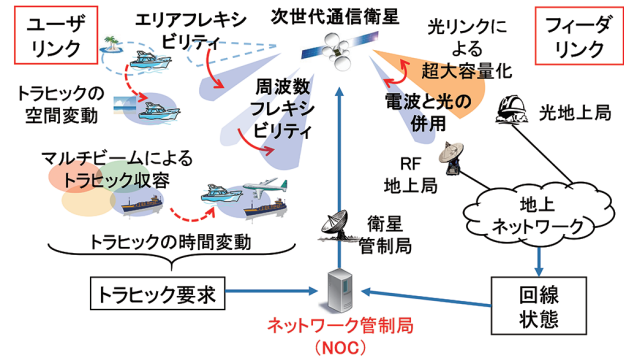 ユーザ
リンク
エリアフレキシ
ビリティ
次世代通信衛星
フィーダ
リンク
光リンクに
よる
超大容量化
トラヒックの
空間変動
周波数
フレキシ
ビリティ
電波と光の
併用
光地上局
マルチビームによる
トラヒック収容
RF
地上局
地上
ネットワーク
衛星
管制局
トラヒックの時間変動
トラヒック要求
回線
状態
ネットワーク管制局
（NOC）